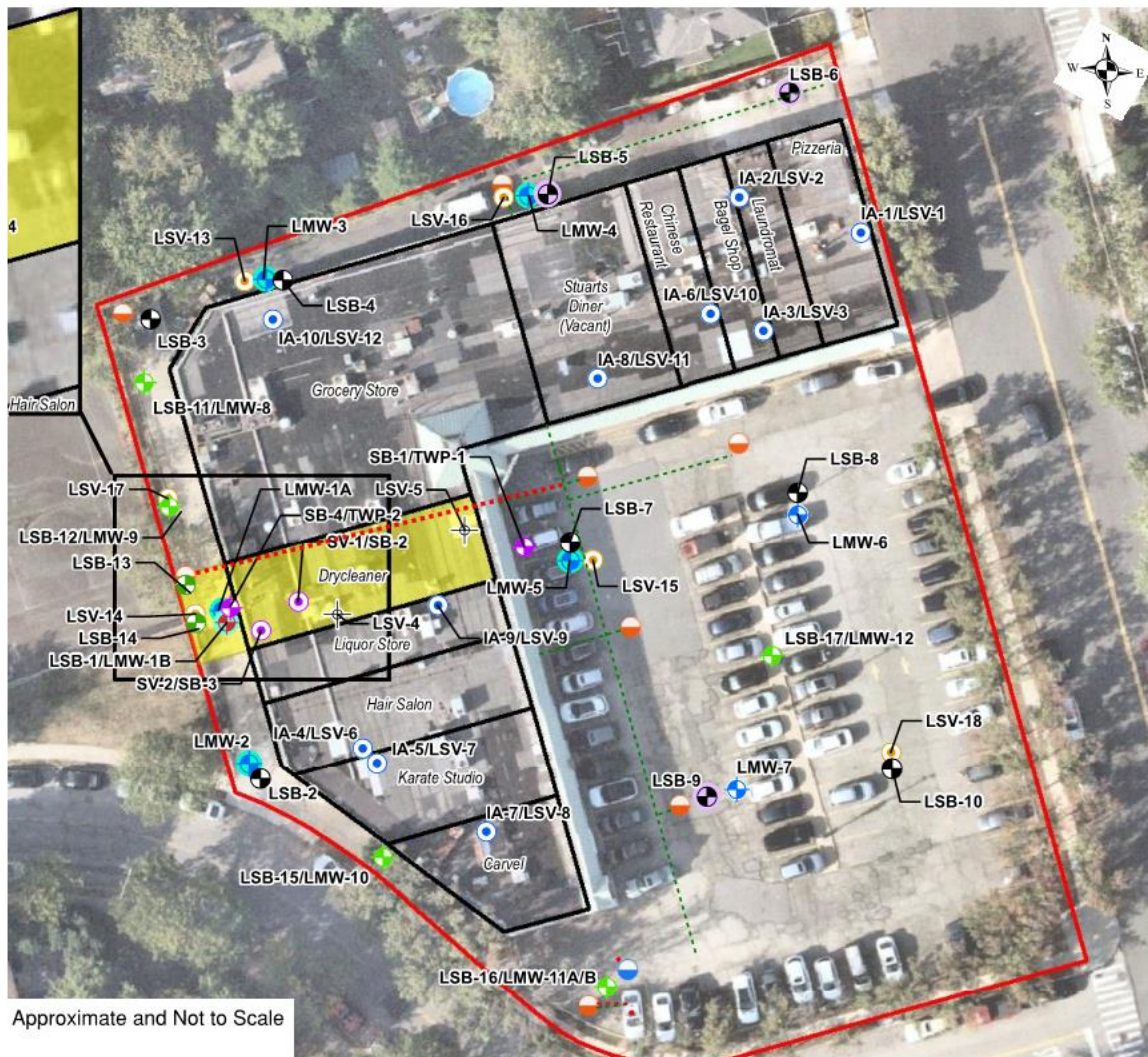 N
W
E
S
LSB-6
Pizzeria
LSB-5
IA-2/LSV-2
IA-1/LSV-1
LSV-16
LMW-4
LMW-3
LSV-13
Chinese
Restaurant
Bagel Shop
Laundromat
4
LSB-4
Stuarts
Diner
(Vacant)
IA-6/LSV-10
IA-3/LSV-3
LSB-3
IA-10/LSV-12
IA-8/LSV-11
Grocery Store
Hair Salon
LSB-11/LMW-8
SB-1/TWP-1
LSB-8
LSV-17
LMW-1A
LSV-5
SB-4/TWP-2
LSB-7
LMW-6
LSB-12/LMW-9
SV-1/SB-2
LSB-13
Drycleaner
LMW-5
LSV-15
LSV-14
LSV-4
IA-9/LSV-9
LSB-14
Liquor Store
LSB-17/LMW-12
LSB-1/LMW-1B
SV-2/SB-3
Hair Salon
LSV-18
LMW-2
IA-4/LSV-6
IA-5/LSV-7
Karate Studio
LSB-9
LMW-7
LSB-2
LSB-10
IA-7/LSV-8
Carvel
LSB-15/LMW-10
LSB-16/LMW-11A/B
Approximate and Not to Scale